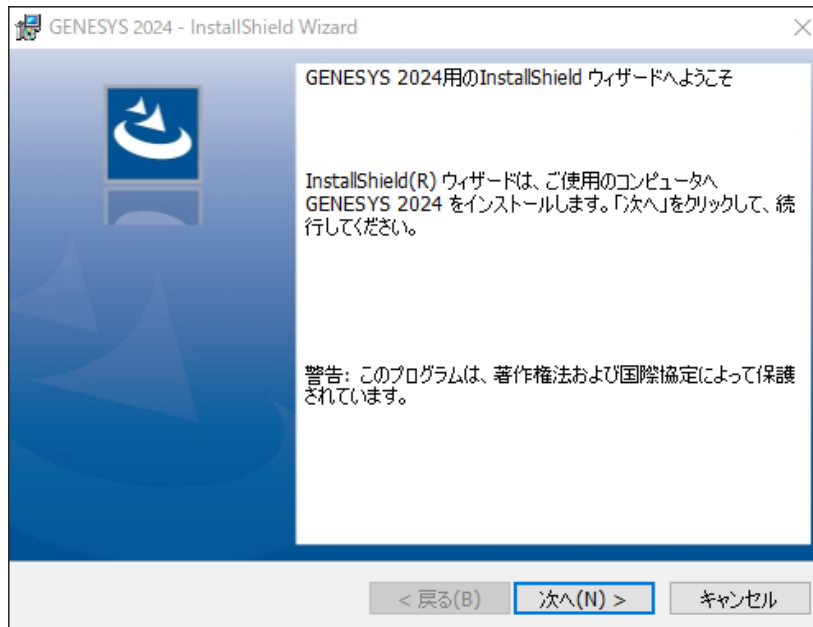 GENESYS 2024 - InstallShield Wizard
GENESYS 2024用のInstallShield ウィザードへようこそ
InstallShield(R) ウィザードは、ご使用のコンピュータへ
GENESYS 2024 をインストールします。「次へ」をクリックして、続
行してください。
警告: このプログラムは、著作権法および国際協定によって保護
されています。
< 戻る(B)
次へ(N) >
キャンセル